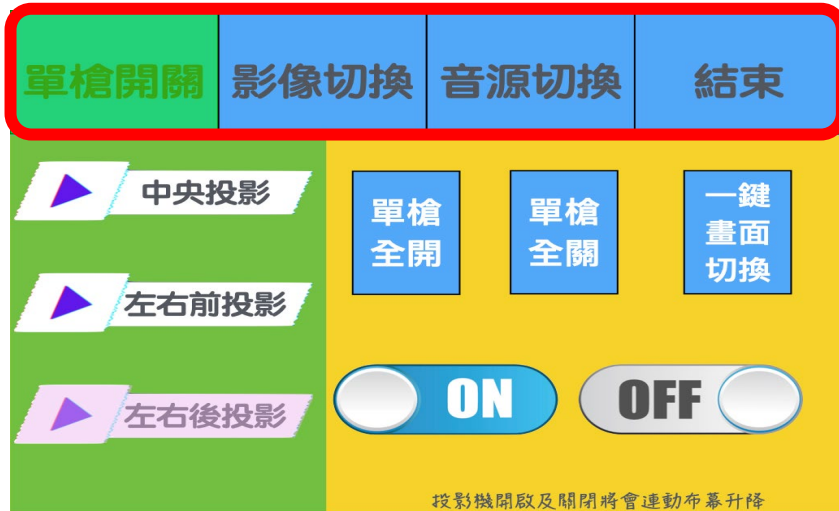 單槍開關 影像切換 音源切換 結束
中央投影
左右前投影
左右後投影
單槍
全開
單槍
全關
一鍵
畫面
切換
ON
OFF
投影機開啟及關閉將會連動布幕升降